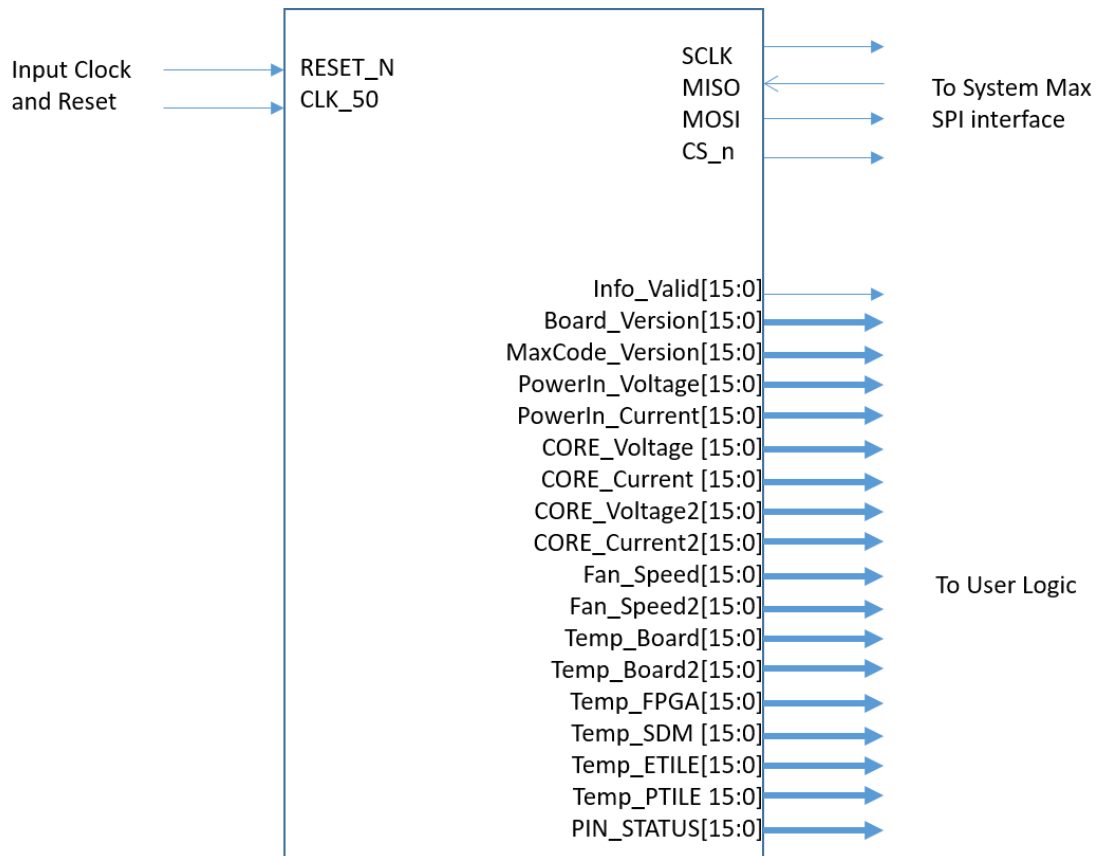 Input Clock
and Reset
RESET_N
CLK_50
SCLK
MISO
MOSI
CS_n
To System Max
SPI interface
Info_Valid[15:0]
Board_Version[15:0]
MaxCode_Version[15:0]
PowerIn_Voltage[15:0]
PowerIn_Current[15:0]
CORE_Voltage [15:0]
CORE_Current [15:0]
CORE_Voltage2[15:0]
CORE_Current2[15:0]
Fan_Speed[15:0]
Fan_Speed2[15:0]
Temp_Board[15:0]
Temp_Board2[15:0]
Temp_FPGA[15:0]
Temp_SDM [15:0]
Temp_ETILE[15:0]
Temp_PTILE 15:0]
PIN_STATUS[15:0]
To User Logic